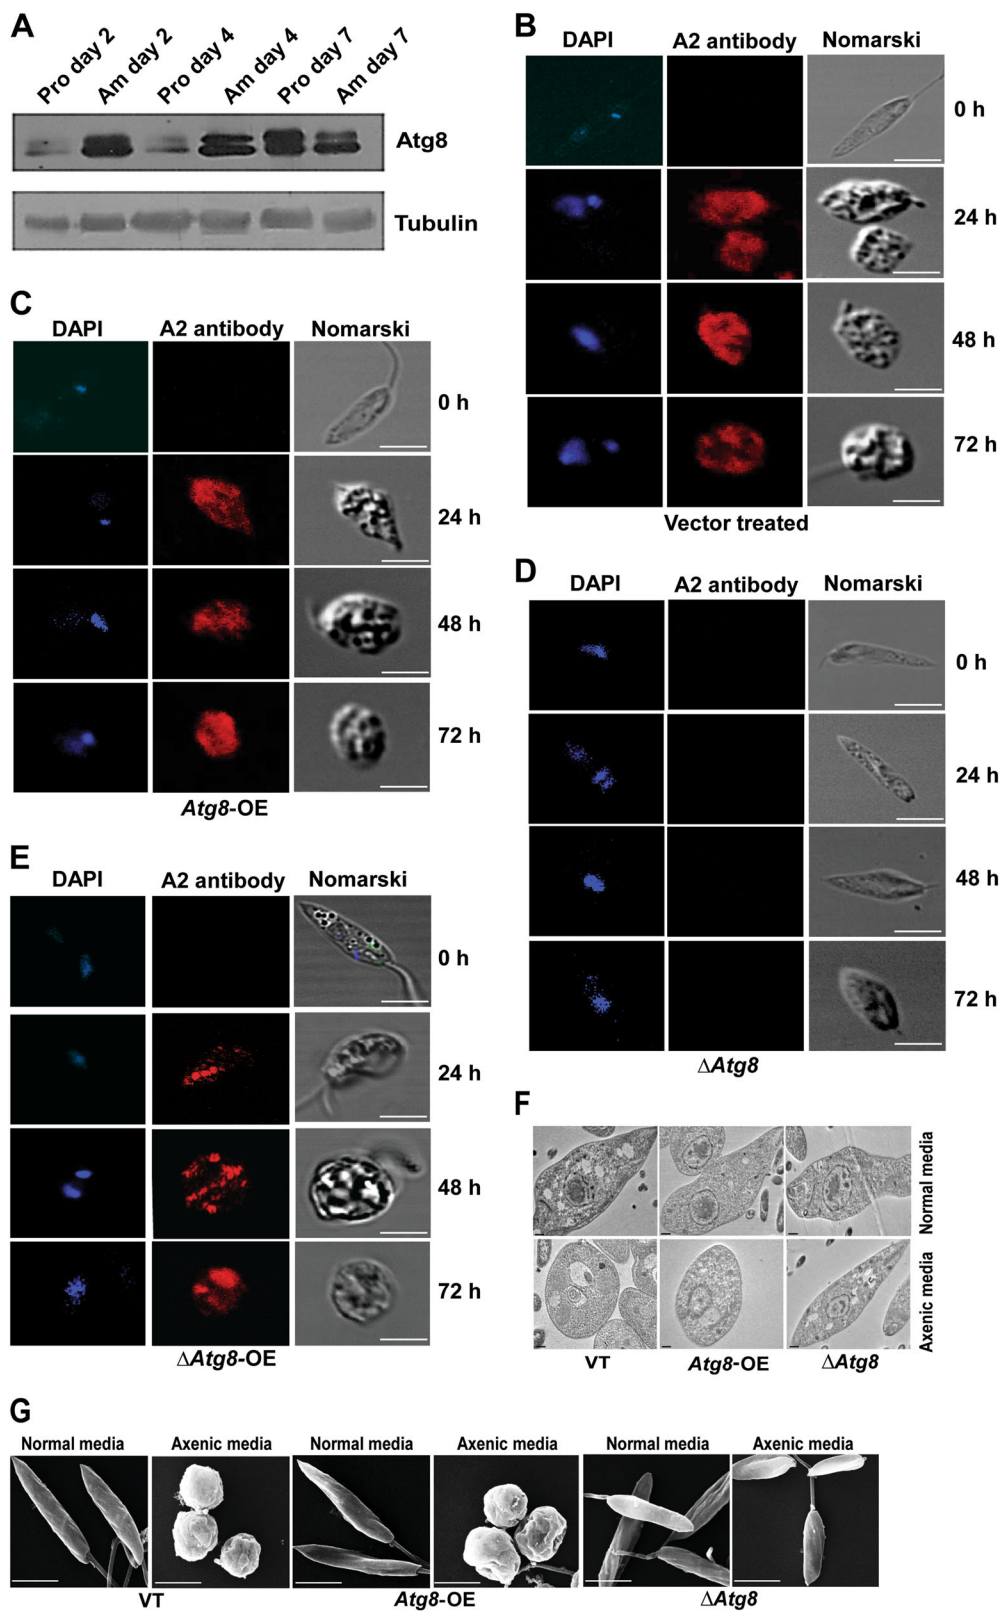 A
Pro day 2 Am day 2 Pro day 4 Am day 4 Pro day 7 Am day 7
Atg8
Tubulin
B
DAPI A2 antibody Nomarski
0 h
24 h
48 h
72 h
Vector treated
C
DAPI A2 antibody Nomarski
0 h
24 h
48 h
72 h
Atg8-OE
D
DAPI A2 antibody Nomarski
0 h
24 h
48 h
72 h
ΔAtg8
E
DAPI A2 antibody Nomarski
0 h
24 h
48 h
72 h
ΔAtg8-OE
F
Normal media
Axenic media
VT Atg8-OE ΔAtg8
G
Normal media Axenic media Normal media Axenic media Normal media Axenic media
VT Atg8-OE ΔAtg8